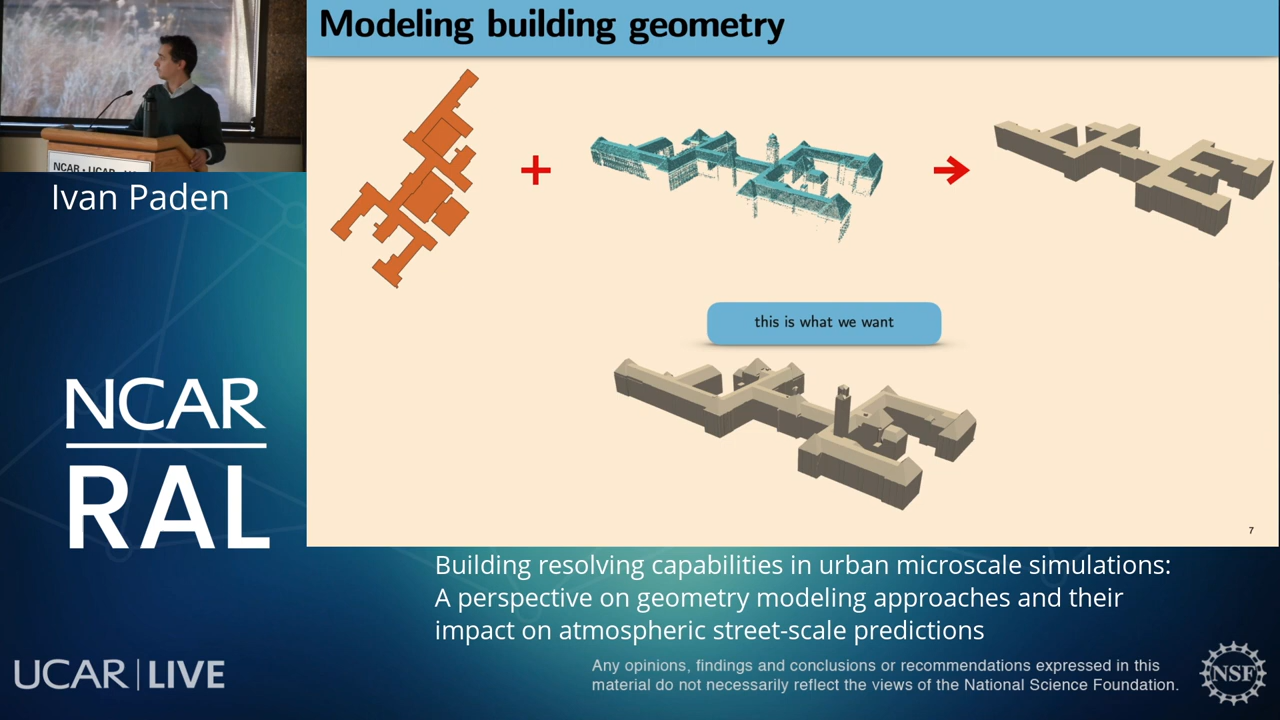 Modeling building geometry
NCAR • UCAR
Ivan Paden
this is what we want
NCAR
RAL
7
Building resolving capabilities in urban microscale simulations:
A perspective on geometry modeling approaches and their
impact on atmospheric street-scale predictions
UCAR | LIVE
Any opinions, findings and conclusions or recommendations expressed in this
material do not necessarily reflect the views of the National Science Foundation.
NSF